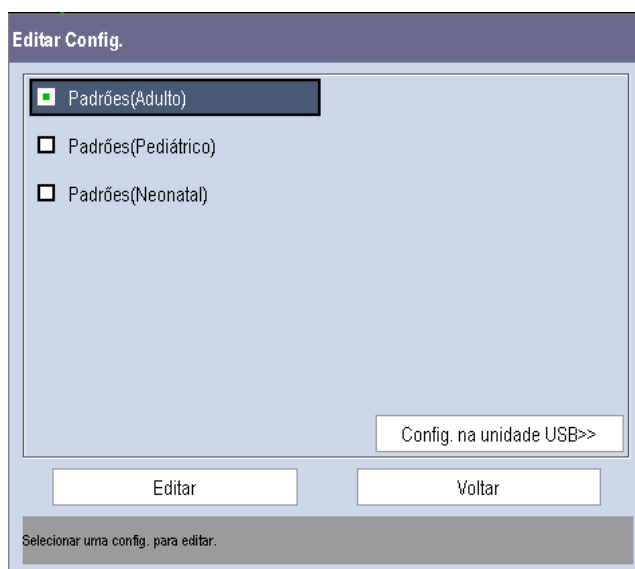 Editar Config.
Padrões(Adulto)
Padrões(Pediátrico)
Padrões(Neonatal)
Config. na unidade USB>>
Editar
Voltar
Selecionar uma config. para editar.